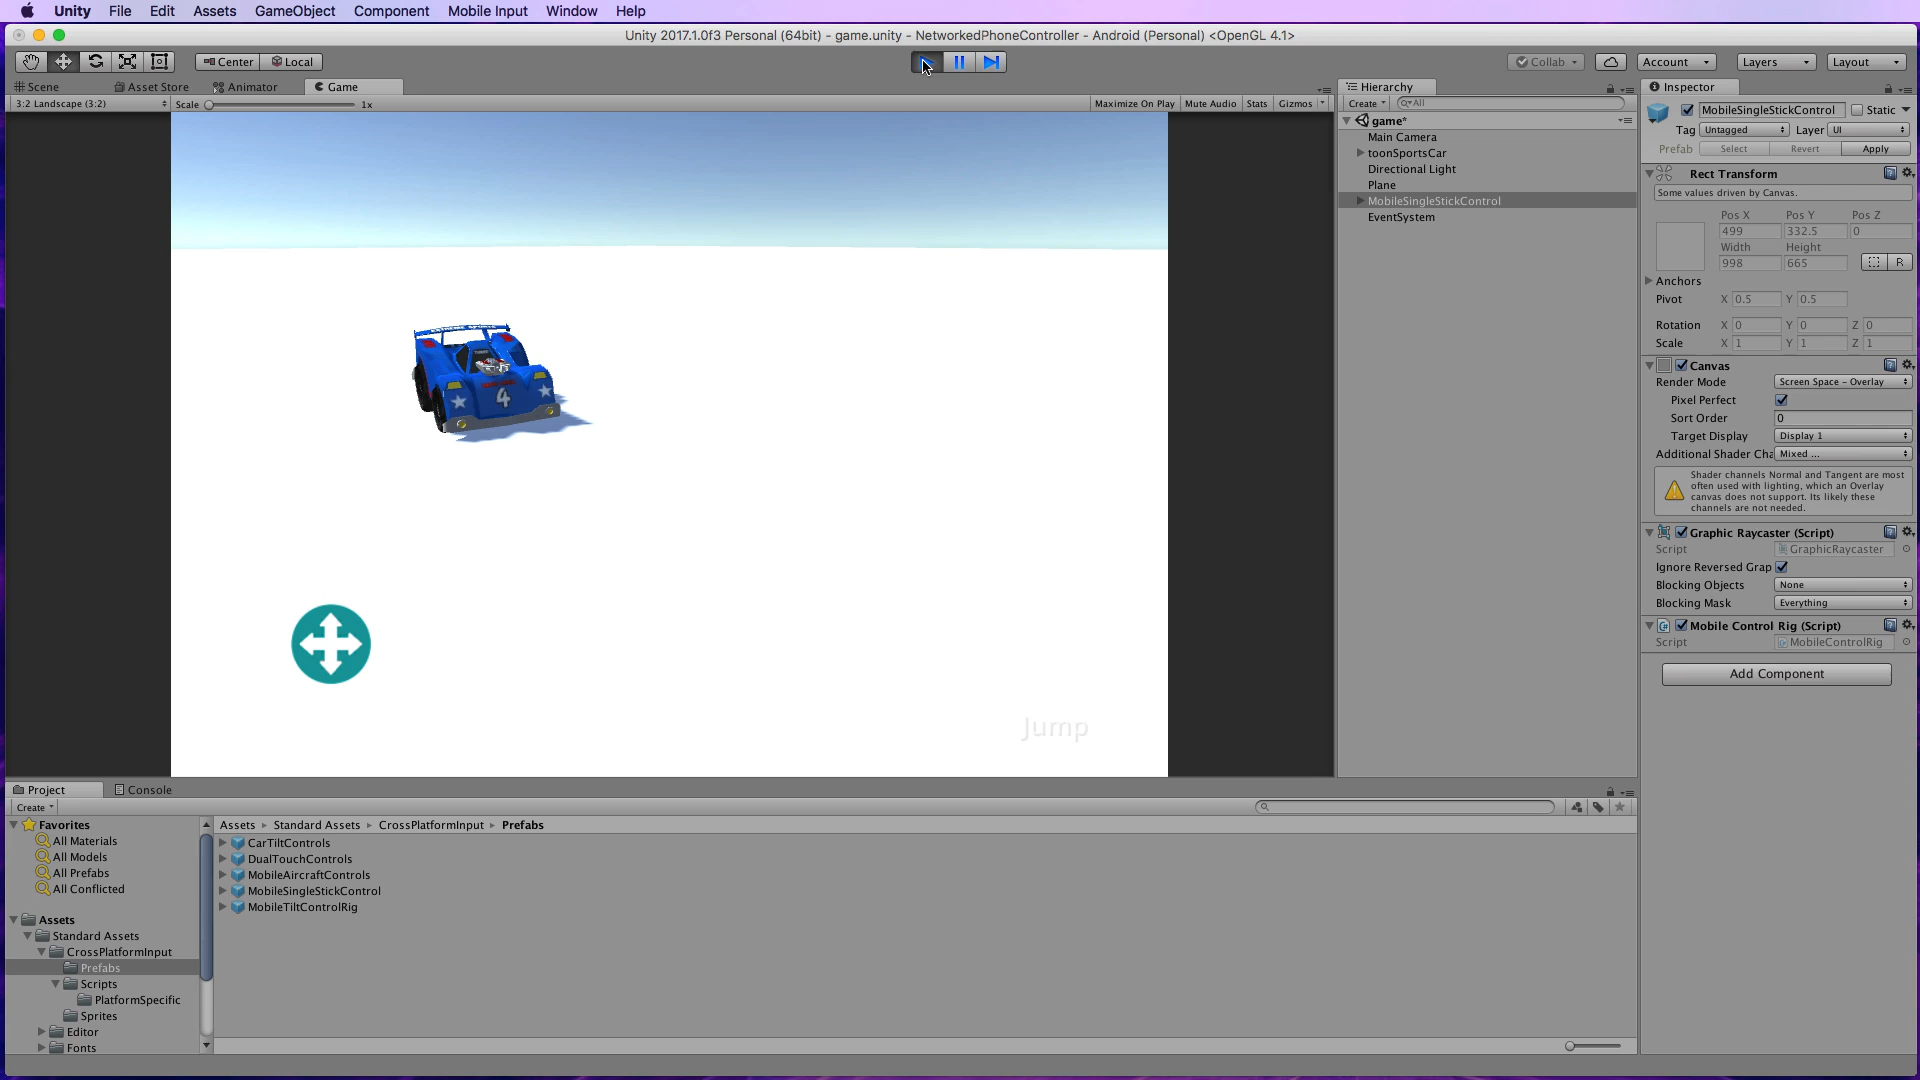 Unity File Edit Assets GameObject Component Mobile Input Window Help
Unity 2017.1.0f3 Personal (64bit) - game.unity - NetworkedPhoneController - Android (Personal) <OpenGL 4.1>
Center Local Collab Account Layers Layout
Scene Asset Store Animator Game
3:2 Landscape (3:2) Scale 1x Maximize On Play Mute Audio Stats Gizmos
4
Jump
Hierarchy
Create All
game*
Main Camera
toonSportsCar
Directional Light
Plane
MobileSingleStickControl
EventSystem
Inspector
MobileSingleStickControl Static
Tag Untagged Layer UI
Prefab Select Revert Apply
Rect Transform
Some values driven by Canvas.
Pos X Pos Y Pos Z
499 332.5 0
Width Height
998 665 R
Anchors
Pivot X 0.5 Y 0.5
Rotation X 0 Y 0 Z 0
Scale X 1 Y 1 Z 1
Canvas
Render Mode Screen Space - Overlay
Pixel Perfect
Sort Order 0
Target Display Display 1
Additional Shader Cha Mixed ...
Shader channels Normal and Tangent are most
often used with lighting, which an Overlay
canvas does not support. Its likely these
channels are not needed.
Graphic Raycaster (Script)
Script GraphicRaycaster
Ignore Reversed Grap
Blocking Objects None
Blocking Mask Everything
Mobile Control Rig (Script)
Script MobileControlRig
Add Component
Project Console
Create
Favorites
All Materials
All Models
All Prefabs
All Conflicted
Assets
Standard Assets
CrossPlatformInput
Prefabs
Scripts
PlatformSpecific
Sprites
Editor
Fonts
Assets Standard Assets CrossPlatformInput Prefabs
CarTiltControls
DualTouchControls
MobileAircraftControls
MobileSingleStickControl
MobileTiltControlRig